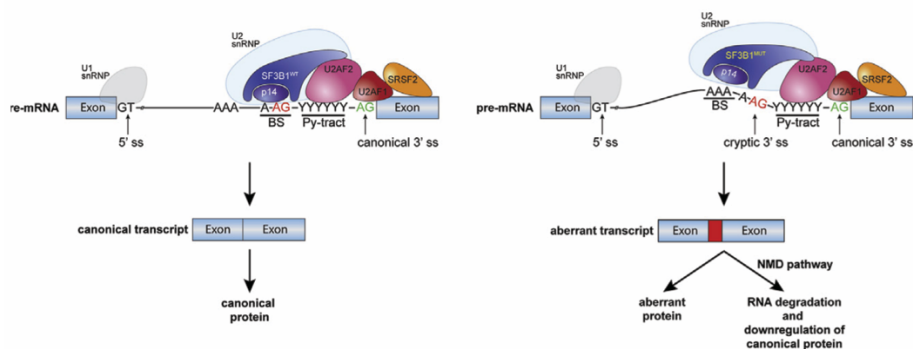 U2
snRNP
U1
snRNP
SF3B1WT
p14
U2AF2
U2AF1
SRSF2
re-mRNA
Exon
GT
AAA
A-AG
YYYYYY
AG
Exon
BS
Py-tract
5' ss
canonical 3' ss
canonical transcript
Exon
Exon
canonical
protein
U2
snRNP
U1
snRNP
SF3B1MUT
p14
U2AF2
U2AF1
SRSF2
pre-mRNA
Exon
GT
AAA
A
AG
YYYYYY
AG
Exon
BS
Py-tract
5' ss
cryptic 3' ss
canonical 3' ss
aberrant transcript
Exon
Exon
NMD pathway
aberrant
protein
RNA degradation
and
downregulation of
canonical protein